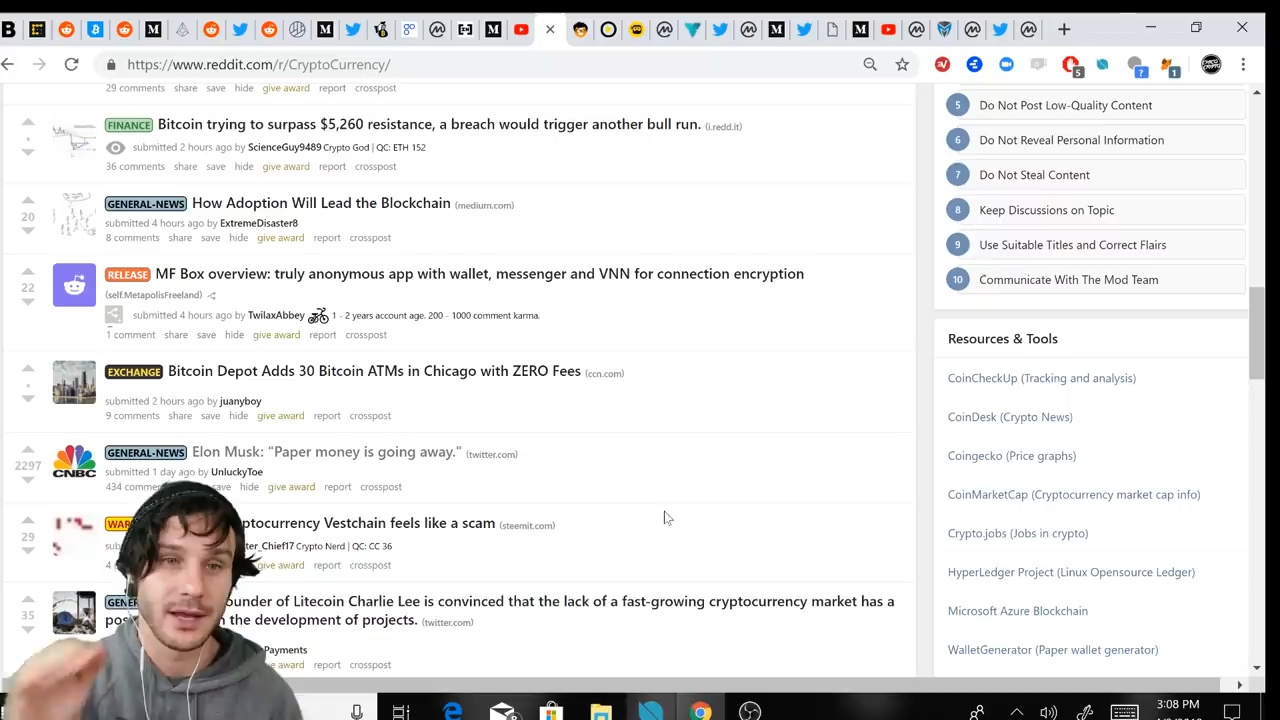 https://www.reddit.com/r/CryptoCurrency/
29 comments share save hide give award report crosspost
FINANCE Bitcoin trying to surpass $5,260 resistance, a breach would trigger another bull run. (i.redd.it)
submitted 2 hours ago by ScienceGuy9489 Crypto God | QC: ETH 152
36 comments share save hide give award report crosspost
20
GENERAL-NEWS How Adoption Will Lead the Blockchain (medium.com)
submitted 4 hours ago by ExtremeDisaster8
8 comments share save hide give award report crosspost
22
RELEASE MF Box overview: truly anonymous app with wallet, messenger and VNN for connection encryption
(self.MetapolisFreeland)
submitted 4 hours ago by TwilaxAbbey 1 - 2 years account age. 200 - 1000 comment karma.
1 comment share save hide give award report crosspost
EXCHANGE Bitcoin Depot Adds 30 Bitcoin ATMs in Chicago with ZERO Fees (ccn.com)
submitted 2 hours ago by juanyboy
9 comments share save hide give award report crosspost
2297
CNBC
GENERAL-NEWS Elon Musk: "Paper money is going away." (twitter.com)
submitted 1 day ago by UnluckyToe
434 save hide give award report crosspost
29
Vestchain feels like a scam (steemit.com)
Crypto Nerd | QC: CC 36
give award report crosspost
35
of Litecoin Charlie Lee is convinced that the lack of a fast-growing cryptocurrency market has a
the development of projects. (twitter.com)
Payments
award report crosspost
5 Do Not Post Low-Quality Content
6 Do Not Reveal Personal Information
7 Do Not Steal Content
8 Keep Discussions on Topic
9 Use Suitable Titles and Correct Flairs
10 Communicate With The Mod Team
Resources & Tools
CoinCheckUp (Tracking and analysis)
CoinDesk (Crypto News)
Coingecko (Price graphs)
CoinMarketCap (Cryptocurrency market cap info)
Crypto.jobs (Jobs in crypto)
HyperLedger Project (Linux Opensource Ledger)
Microsoft Azure Blockchain
WalletGenerator (Paper wallet generator)
3:08 PM